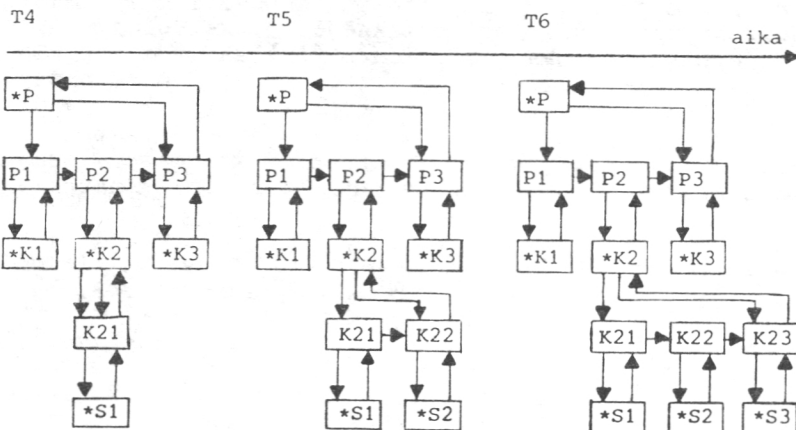 T4 T5 T6
aika
*P *P *P
P1 P2 P3 P1 P2 P3 P1 P2 P3
*K1 *K2 *K3 *K1 *K2 *K3 *K1 *K2 *K3
K21 K21 K22 K21 K22 K23
*S1 *S1 *S2 *S1 *S2 *S3